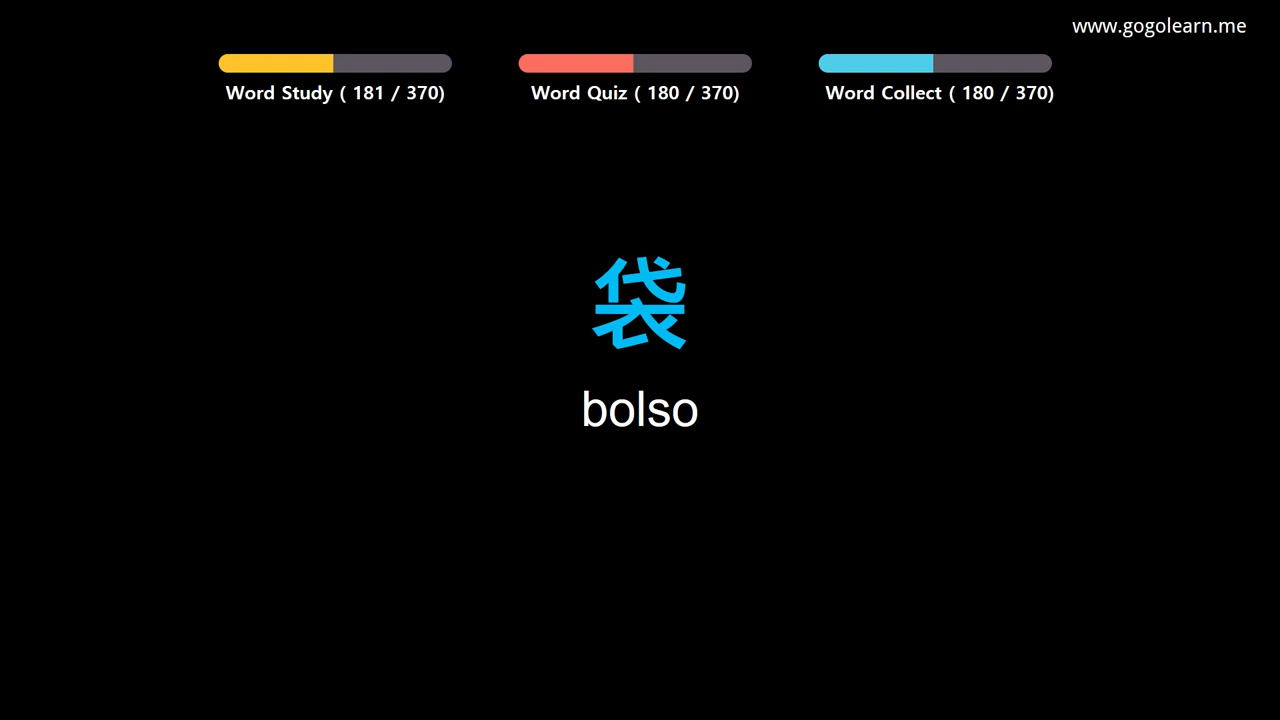 www.gogolearn.me
Word Study ( 181 / 370)
Word Quiz ( 180 / 370)
Word Collect ( 180 / 370)
袋
bolso